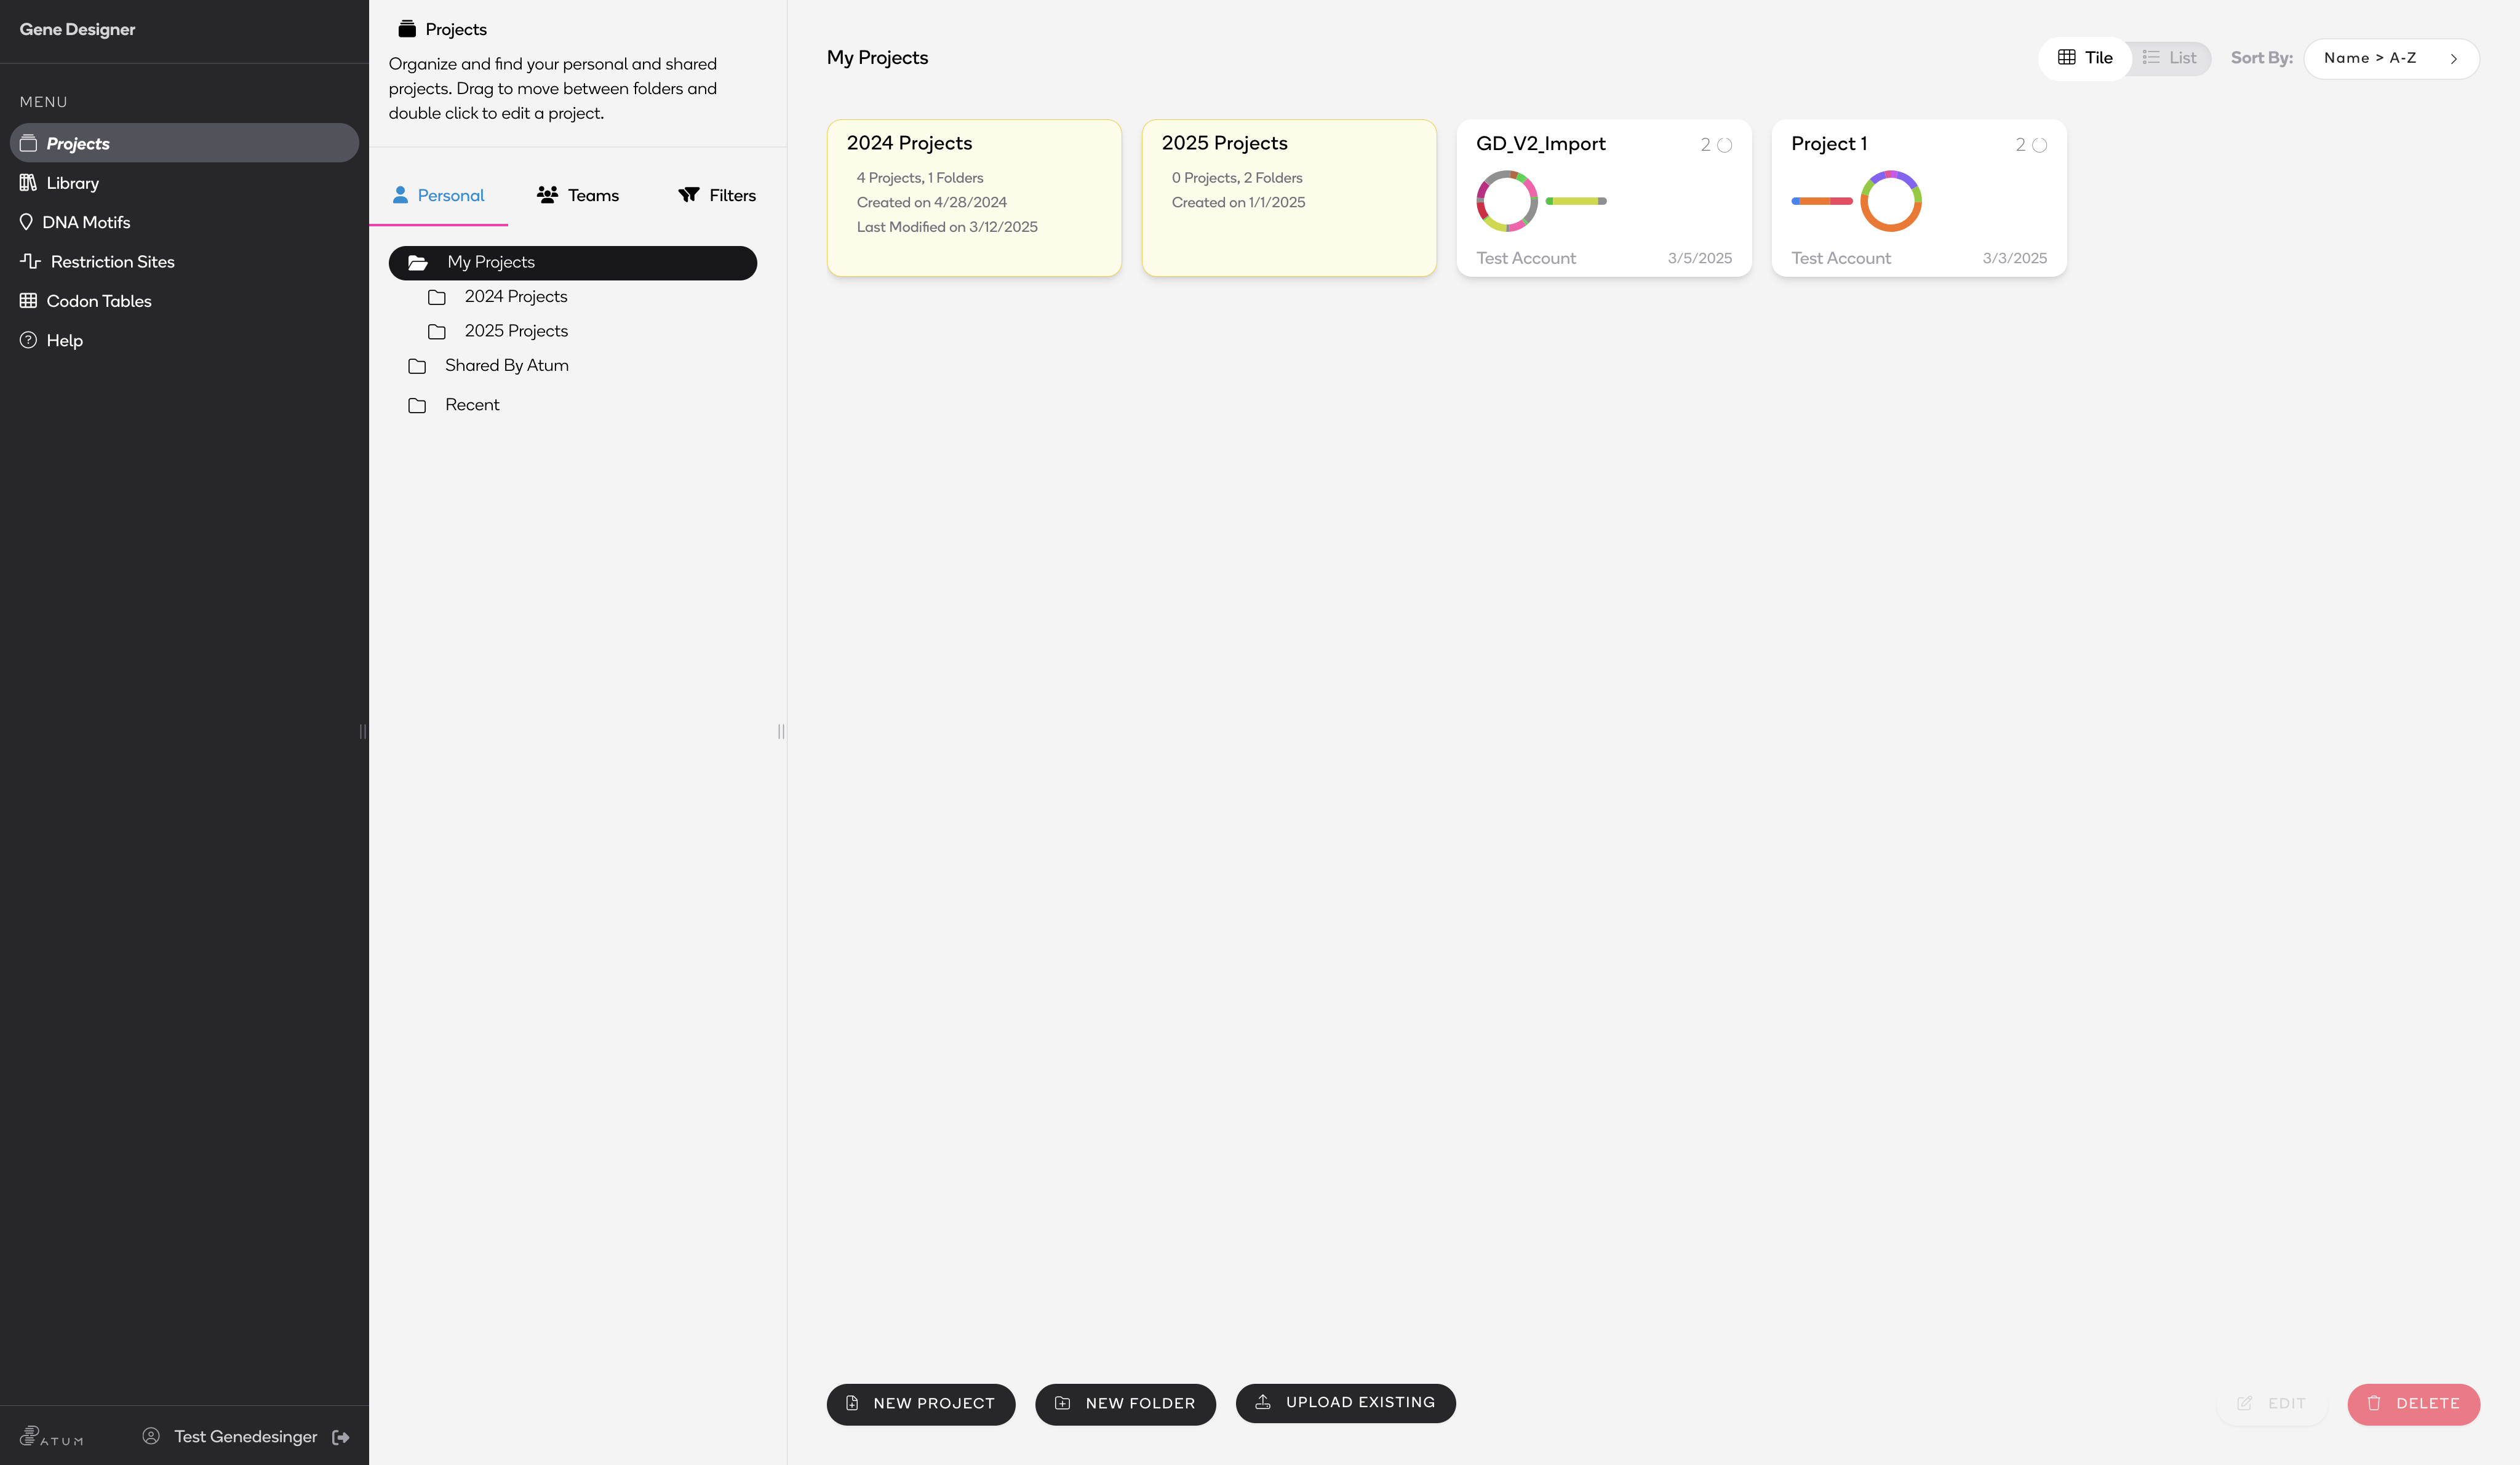 Gene Designer
MENU
Projects
Library
DNA Motifs
Restriction Sites
Codon Tables
Help
ATUM
Test Genedesinger
Projects
Organize and find your personal and shared
projects. Drag to move between folders and
double click to edit a project.
Personal
Teams
Filters
My Projects
2024 Projects
2025 Projects
Shared By Atum
Recent
My Projects
Tile
List
Sort By:
Name > A-Z
2024 Projects
4 Projects, 1 Folders
Created on 4/28/2024
Last Modified on 3/12/2025
2025 Projects
0 Projects, 2 Folders
Created on 1/1/2025
GD_V2_Import
2
Test Account
3/5/2025
Project 1
2
Test Account
3/3/2025
NEW PROJECT
NEW FOLDER
UPLOAD EXISTING
EDIT
DELETE